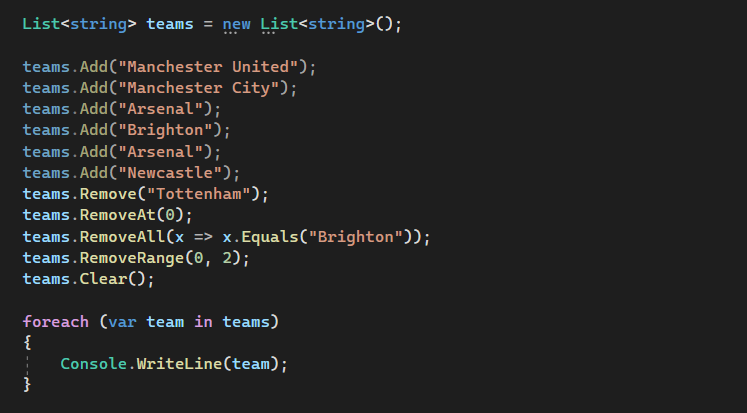 List<string> teams = new List<string>();
teams.Add("Manchester United");
teams.Add("Manchester City");
teams.Add("Arsenal");
teams.Add("Brighton");
teams.Add("Arsenal");
teams.Add("Newcastle");
teams.Remove("Tottenham");
teams.RemoveAt(0);
teams.RemoveAll(x => x.Equals("Brighton"));
teams.RemoveRange(0, 2);
teams.Clear();
foreach (var team in teams)
{
    Console.WriteLine(team);
}